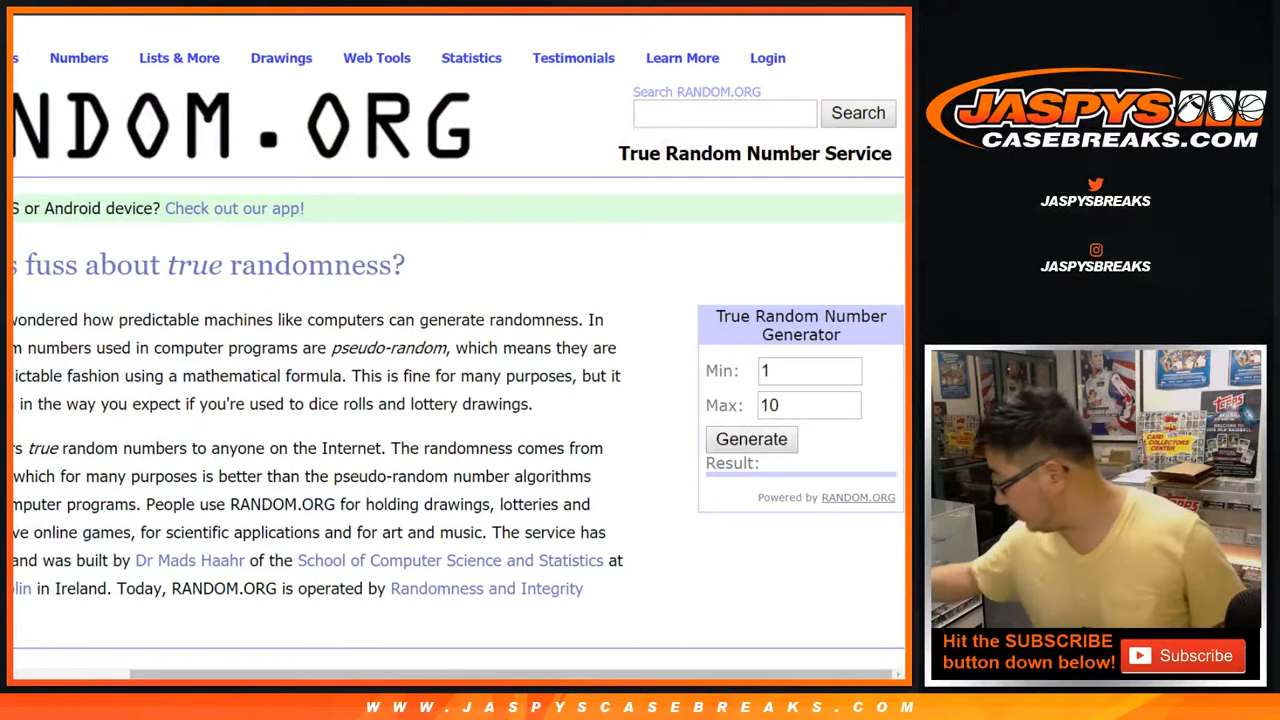 Numbers Lists & More Drawings Web Tools Statistics Testimonials Learn More Login
NDOM.ORG
Search RANDOM.ORG
Search
True Random Number Service
S or Android device? Check out our app!
s fuss about true randomness?
wondered how predictable machines like computers can generate randomness. In
m numbers used in computer programs are pseudo-random, which means they are
ictable fashion using a mathematical formula. This is fine for many purposes, but it
in the way you expect if you're used to dice rolls and lottery drawings.
rs true random numbers to anyone on the Internet. The randomness comes from
which for many purposes is better than the pseudo-random number algorithms
mputer programs. People use RANDOM.ORG for holding drawings, lotteries and
ve online games, for scientific applications and for art and music. The service has
and was built by Dr Mads Haahr of the School of Computer Science and Statistics at
lin in Ireland. Today, RANDOM.ORG is operated by Randomness and Integrity
True Random Number
Generator
Min: 1
Max: 10
Generate
Result:
Powered by RANDOM.ORG
JASPYS
CASEBREAKS.COM
JASPYSBREAKS
JASPYSBREAKS
TOPPS
CARD
COLLECTORS
CENTER
TOPPS
WELCOME TO
Hit the SUBSCRIBE
button down below!
Subscribe
WWW.JASPYSCASEBREAKS.COM